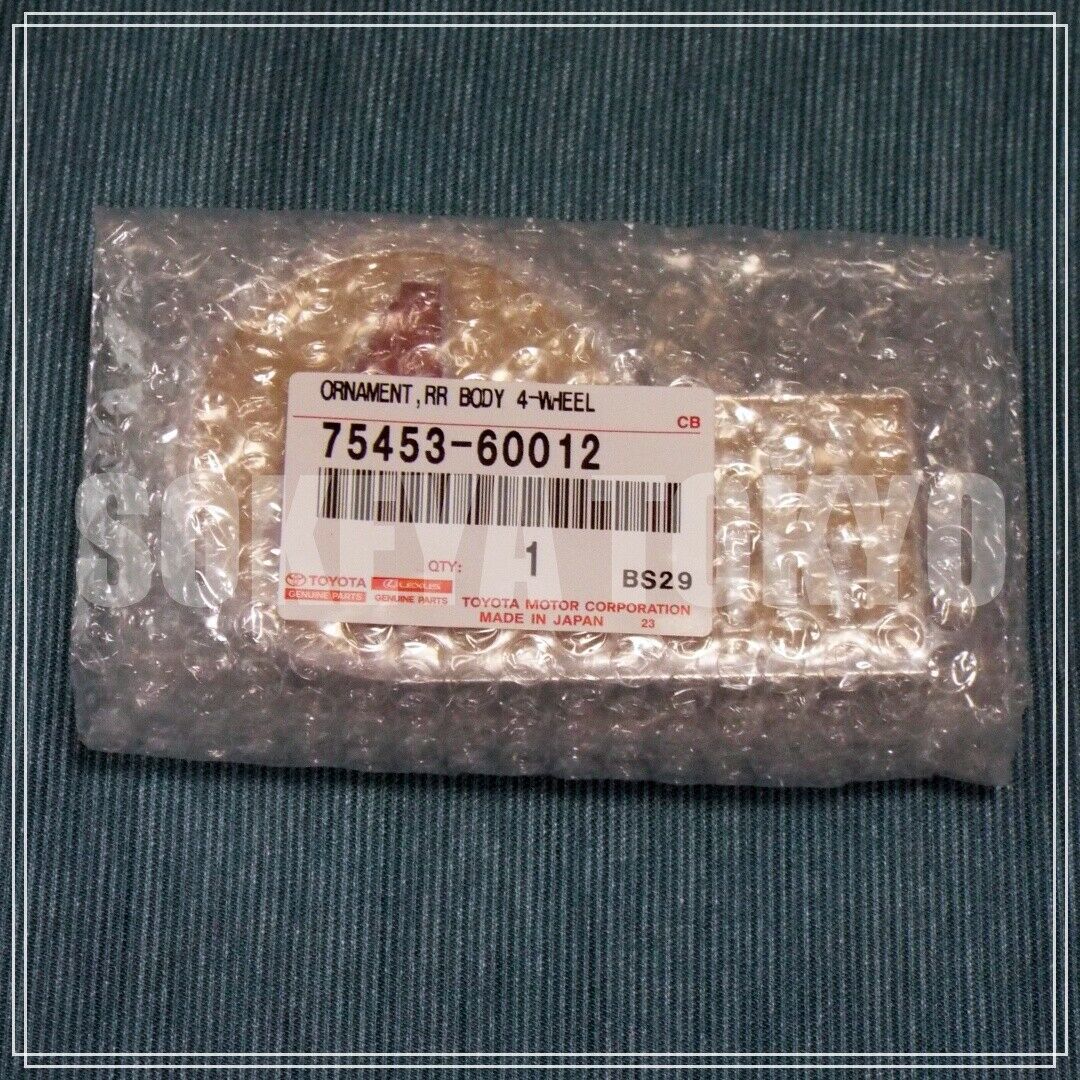 ORNAMENT,RR BODY 4-WHEEL
CB
75453-60012
QTY: 1
BS29
TOYOTA
GENUINE PARTS
LEXUS
GENUINE PARTS
TOYOTA MOTOR CORPORATION
MADE IN JAPAN 23
SOKEYA TOKYO